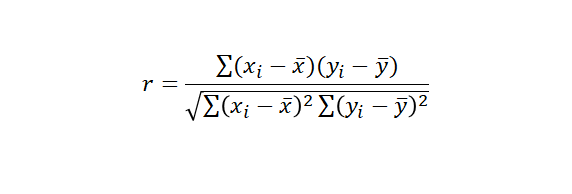 r = ∑(xᵢ − x̄)(yᵢ − ȳ) / √∑(xᵢ − x̄)² ∑(yᵢ − ȳ)²